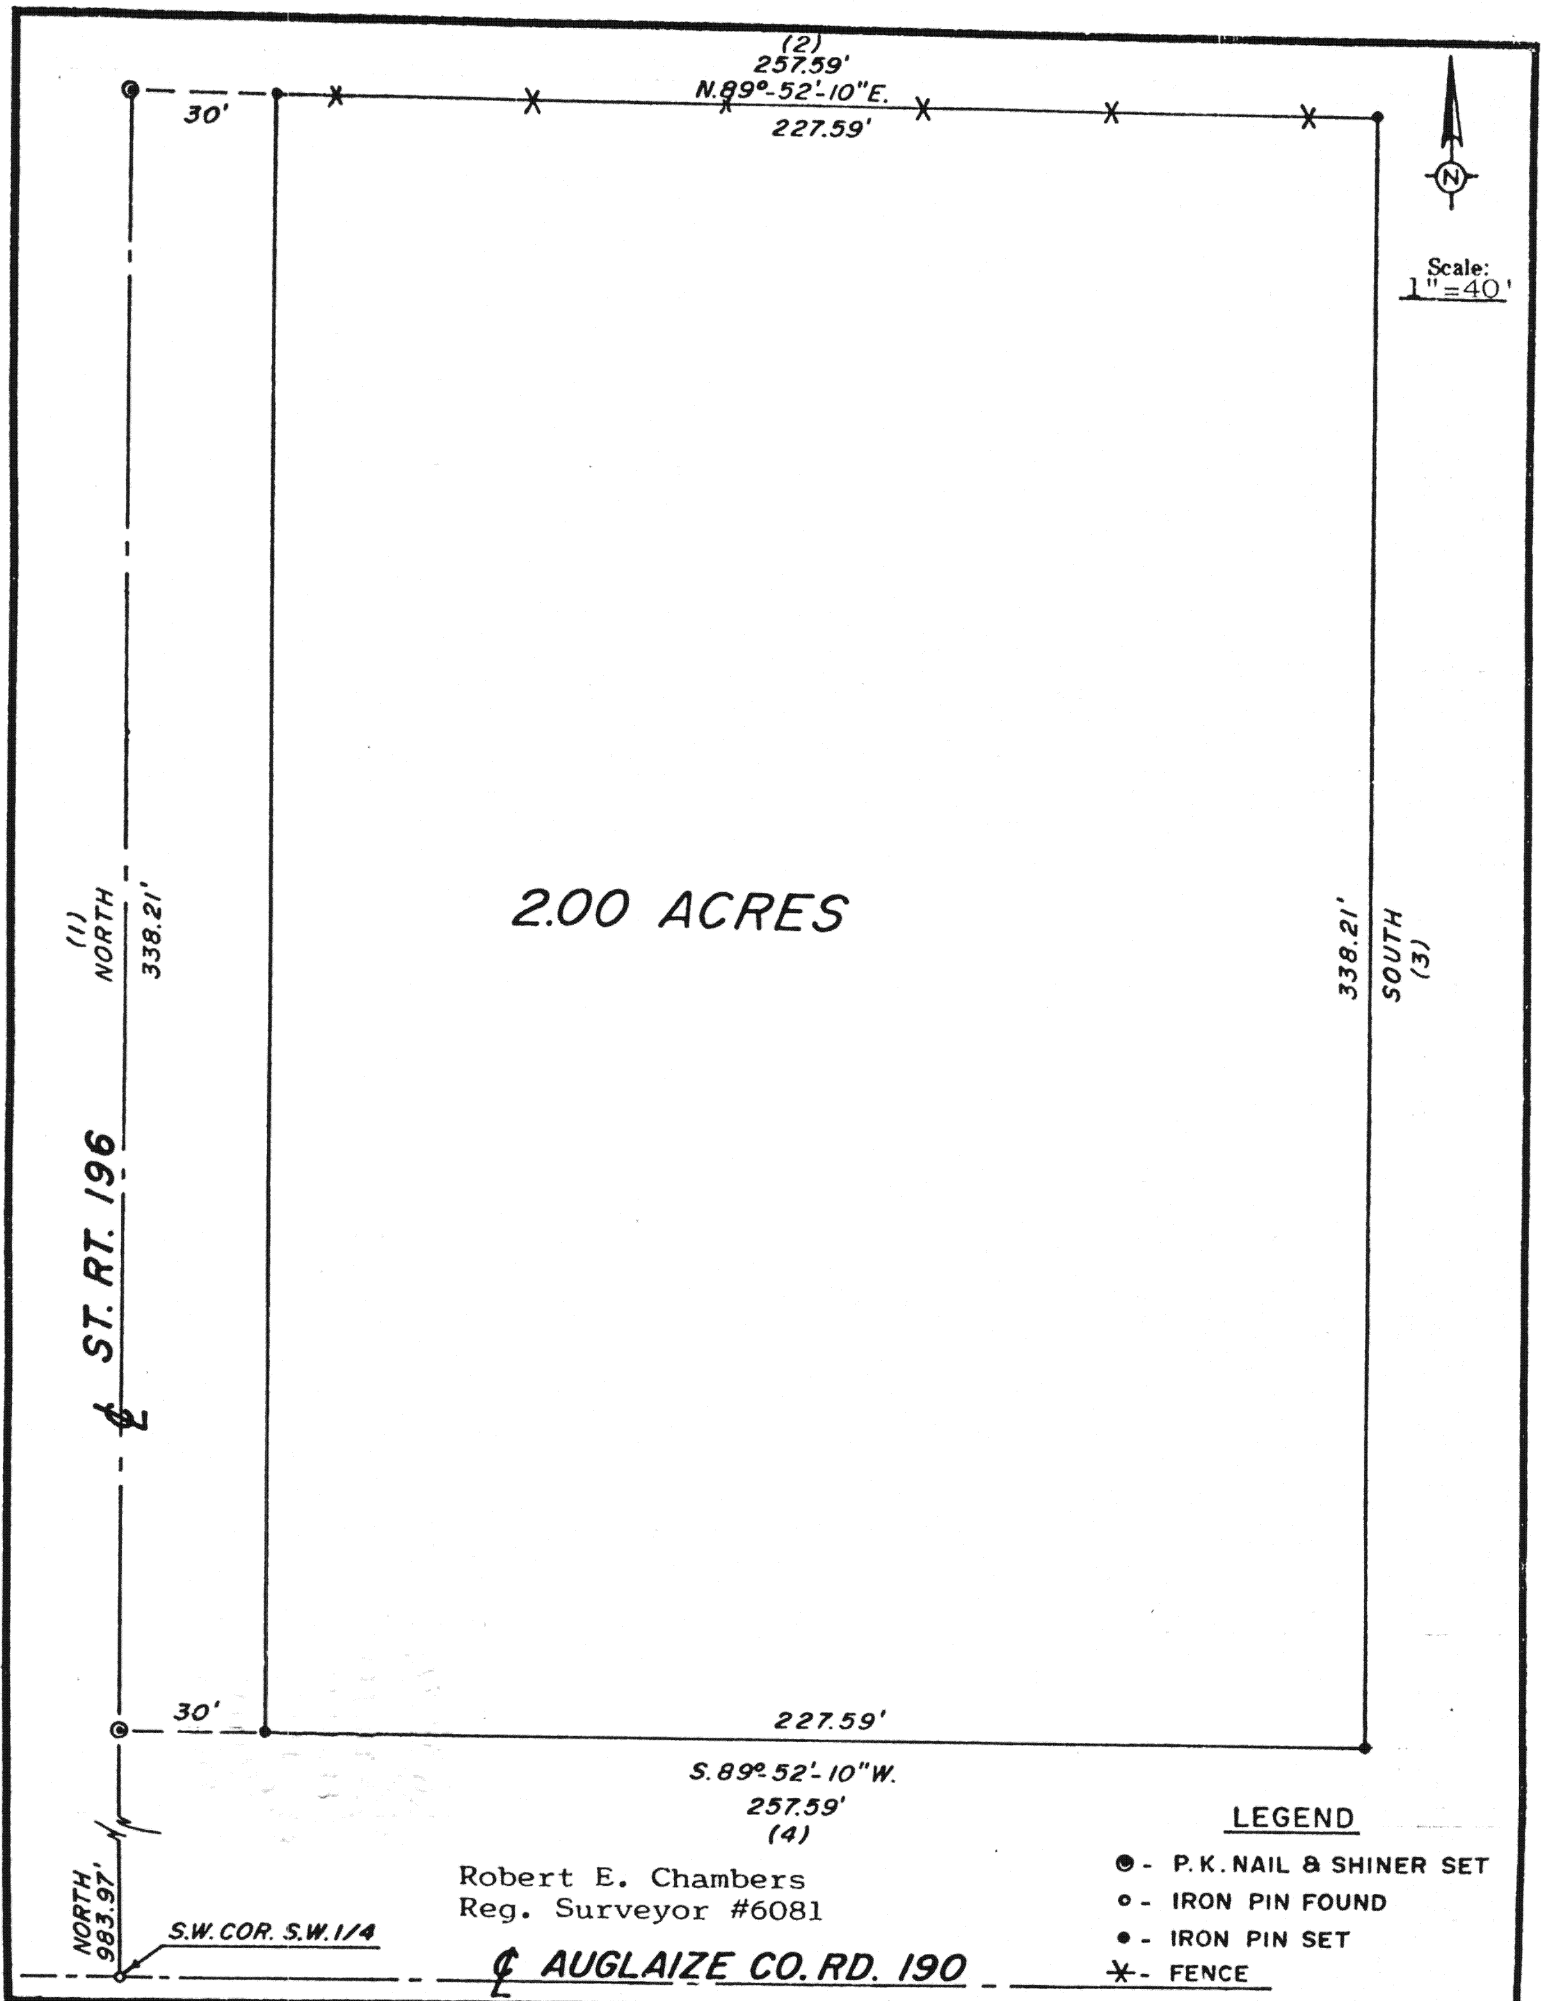 (2)
257.59'
N.89°-52'-10"E.
227.59'
30'
N
Scale:
1"=40'
(1)
NORTH
338.21'
2.00 ACRES
338.21'
SOUTH
(3)
℄ ST. RT. 196
30'
227.59'
S.89°-52'-10"W.
257.59'
(4)
NORTH
983.97'
S.W. COR. S.W. 1/4
Robert E. Chambers
Reg. Surveyor #6081
℄ AUGLAIZE CO. RD. 190
LEGEND
- P.K. NAIL & SHINER SET
- IRON PIN FOUND
- IRON PIN SET
- FENCE